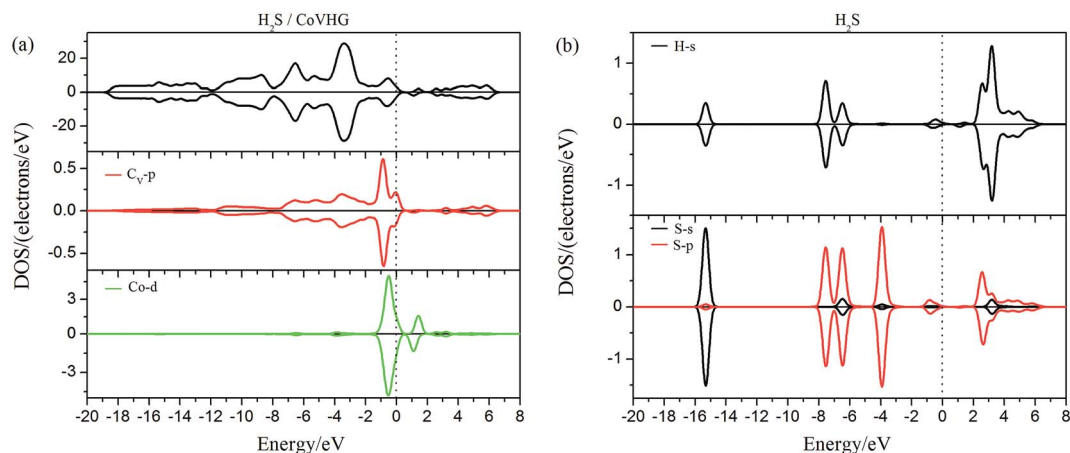 H₂S / CoVHG
(a)
20
10
0
-10
-20
C_V-p
0.5
0.0
-0.5
Co-d
3
0
-3
DOS/(electrons/eV)
-20 -18 -16 -14 -12 -10 -8 -6 -4 -2 0 2 4 6 8
Energy/eV
H₂S
(b)
H-s
1
0
-1
S-s
S-p
1
0
-1
DOS/(electrons/eV)
-20 -18 -16 -14 -12 -10 -8 -6 -4 -2 0 2 4 6 8
Energy/eV